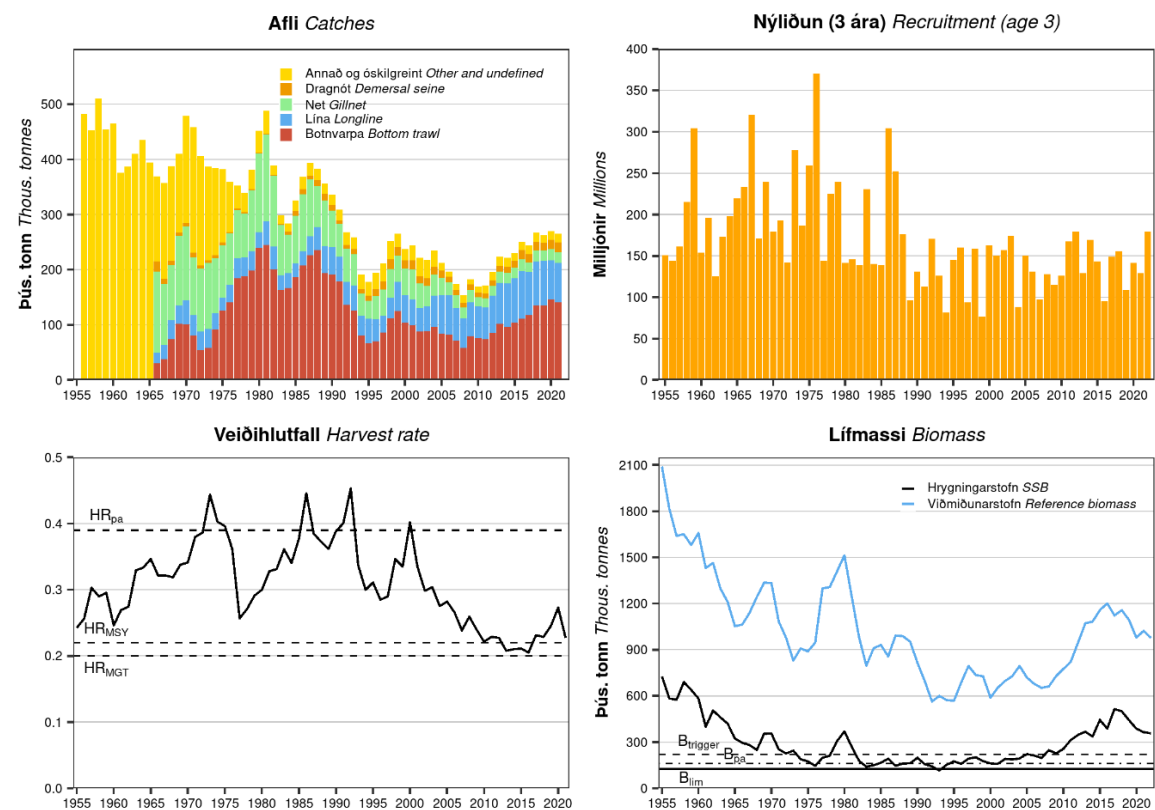 Afli Catches
Þús. tonn Thous. tonnes
500
400
300
200
100
0
Annað og óskilgreint Other and undefined
Dragnót Demersal seine
Net Gillnet
Lína Longline
Botnvarpa Bottom trawl
1955 1960 1965 1970 1975 1980 1985 1990 1995 2000 2005 2010 2015 2020
Nýliðun (3 ára) Recruitment (age 3)
Milljónir Millions
400
350
300
250
200
150
100
50
0
1955 1960 1965 1970 1975 1980 1985 1990 1995 2000 2005 2010 2015 2020
Veiðihlutfall Harvest rate
0.5
0.4
0.3
0.2
0.1
0.0
HRpa
HRMSY
HRMGT
1955 1960 1965 1970 1975 1980 1985 1990 1995 2000 2005 2010 2015 2020
Lífmassi Biomass
Þús. tonn Thous. tonnes
2100
1800
1500
1200
900
600
300
0
Hrygningarstofn SSB
Viðmiðunarstofn Reference biomass
Btrigger
Bpa
Blim
1955 1960 1965 1970 1975 1980 1985 1990 1995 2000 2005 2010 2015 2020